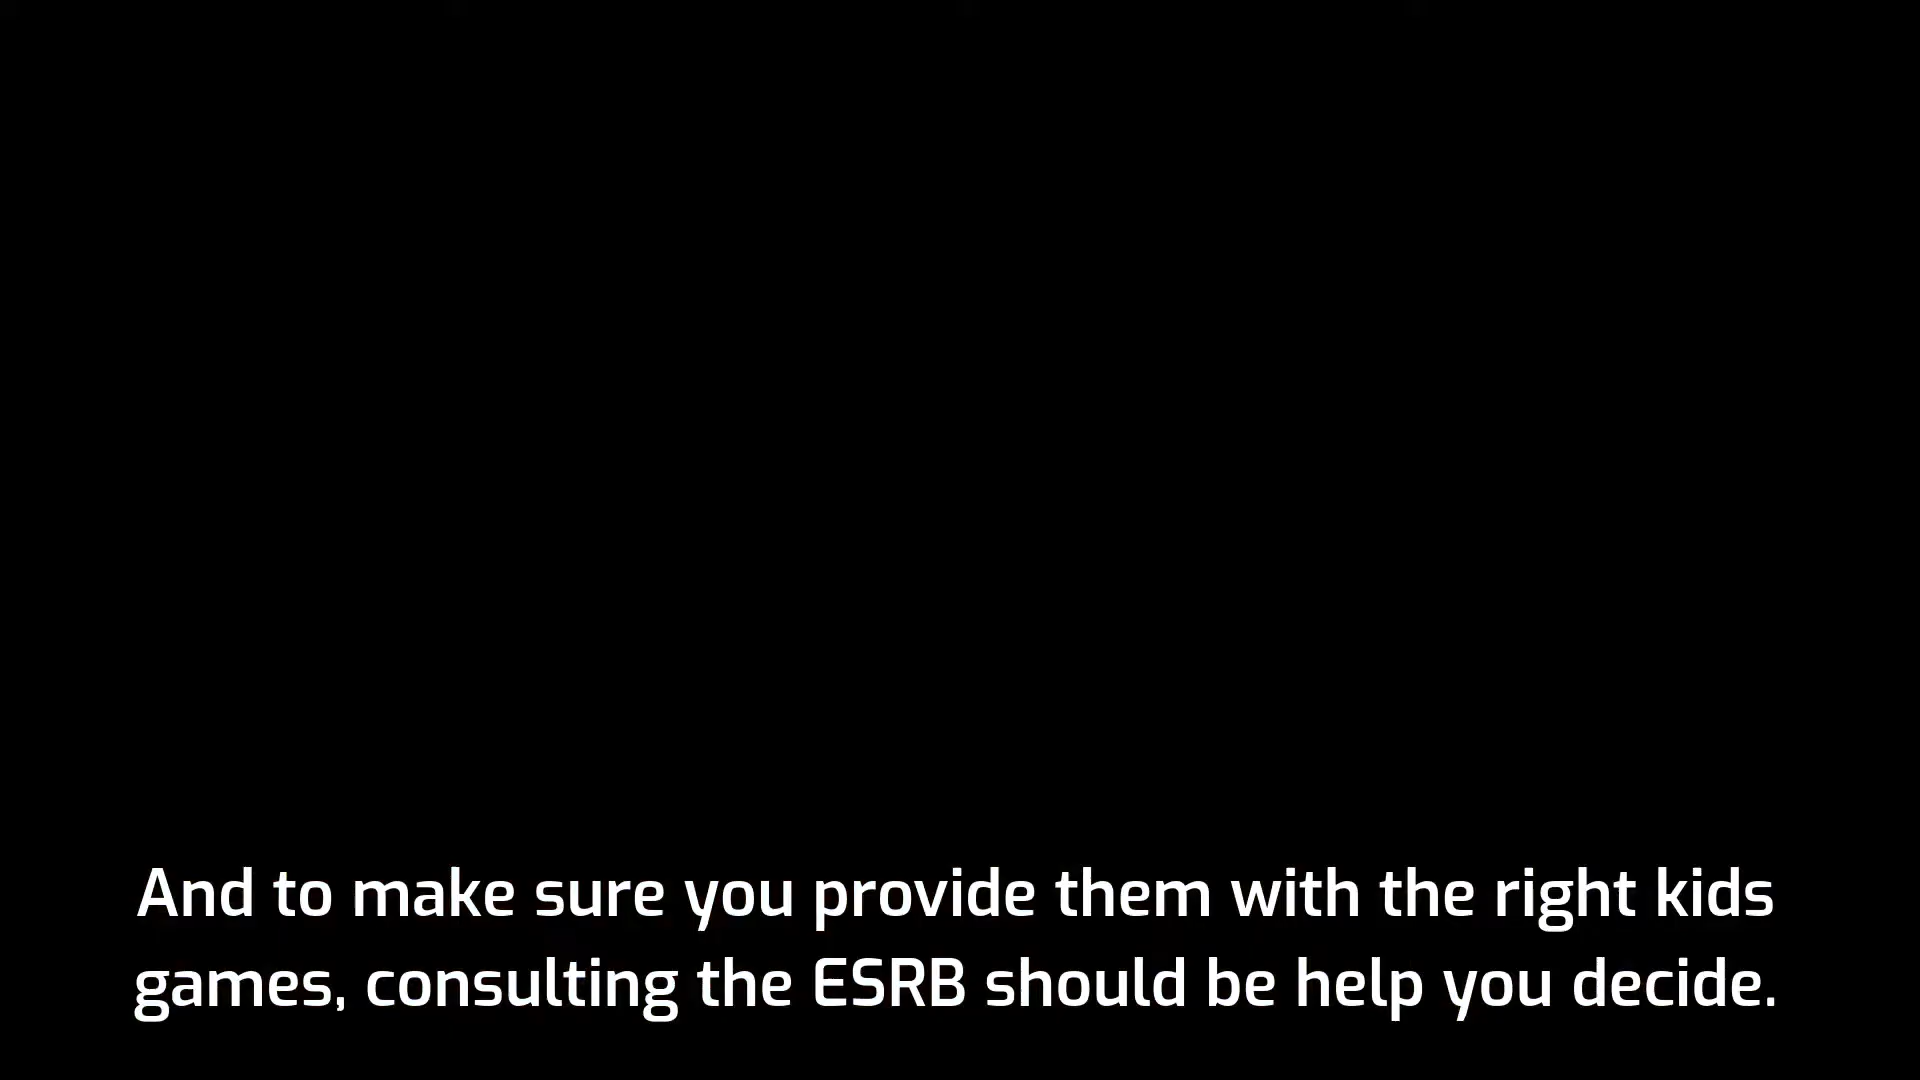 And to make sure you provide them with the right kids
games, consulting the ESRB should be help you decide.